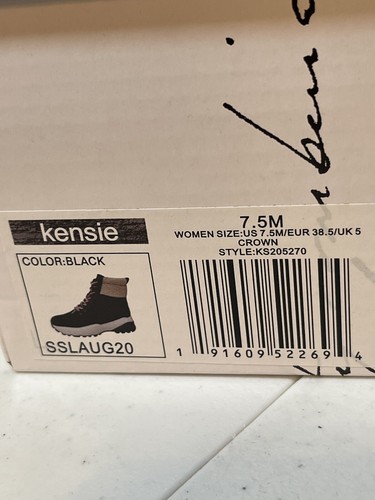 kensie
COLOR:BLACK
SSLAUG20
7.5M
WOMEN SIZE:US 7.5M/EUR 38.5/UK 5
CROWN
STYLE:KS205270
1 91609 52269 4